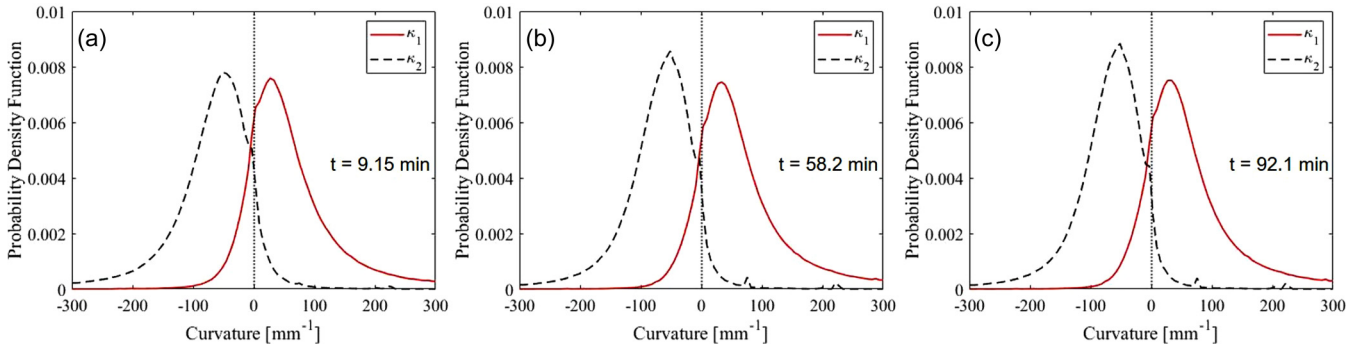 (a)
κ1
κ2
t = 9.15 min
Probability Density Function
0.01
0.008
0.006
0.004
0.002
0
-300 -200 -100 0 100 200 300
Curvature [mm-1]
(b)
κ1
κ2
t = 58.2 min
Probability Density Function
0.01
0.008
0.006
0.004
0.002
0
-300 -200 -100 0 100 200 300
Curvature [mm-1]
(c)
κ1
κ2
t = 92.1 min
Probability Density Function
0.01
0.008
0.006
0.004
0.002
0
-300 -200 -100 0 100 200 300
Curvature [mm-1]